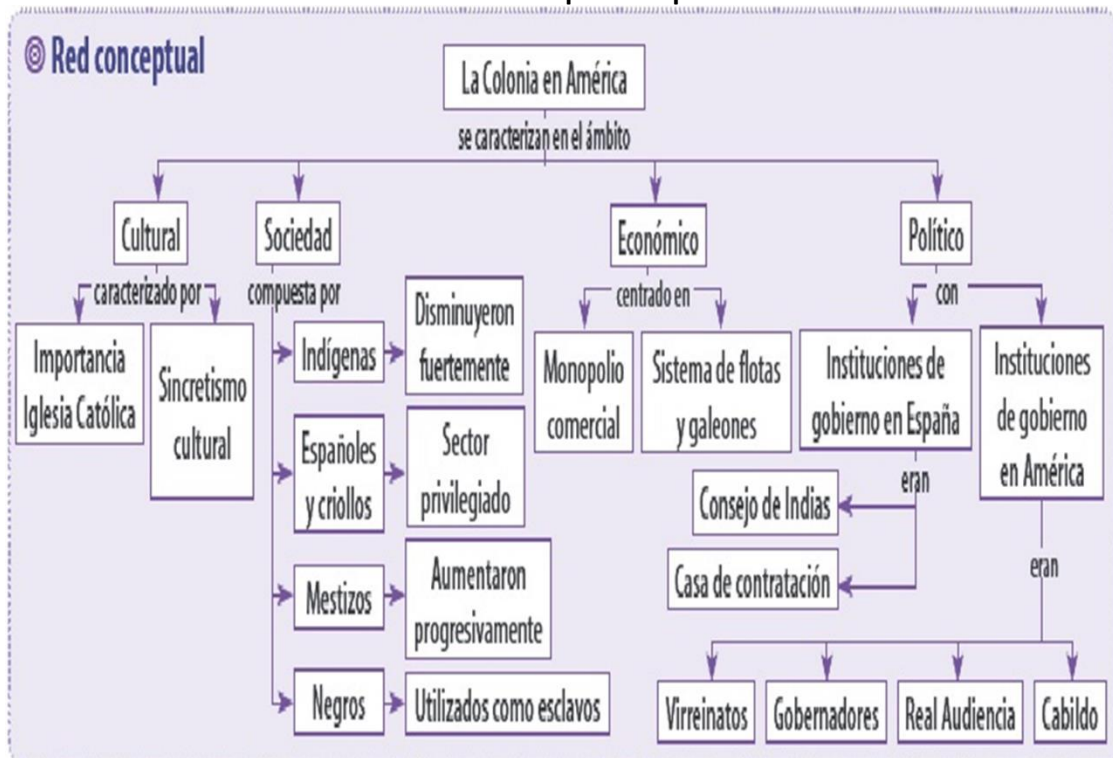 Red conceptual
La Colonia en América
se caracterizan en el ámbito
Cultural
caracterizado por
Importancia
Iglesia Católica
Sincretismo
cultural
Sociedad
compuesta por
Indígenas
Disminuyeron
fuertemente
Españoles
y criollos
Sector
privilegiado
Mestizos
Aumentaron
progresivamente
Negros
Utilizados como esclavos
Económico
centrado en
Monopolio
comercial
Sistema de flotas
y galeones
Político
con
Instituciones de
gobierno en España
eran
Consejo de Indias
Casa de contratación
Instituciones
de gobierno
en América
eran
Virreinatos
Gobernadores
Real Audiencia
Cabildo